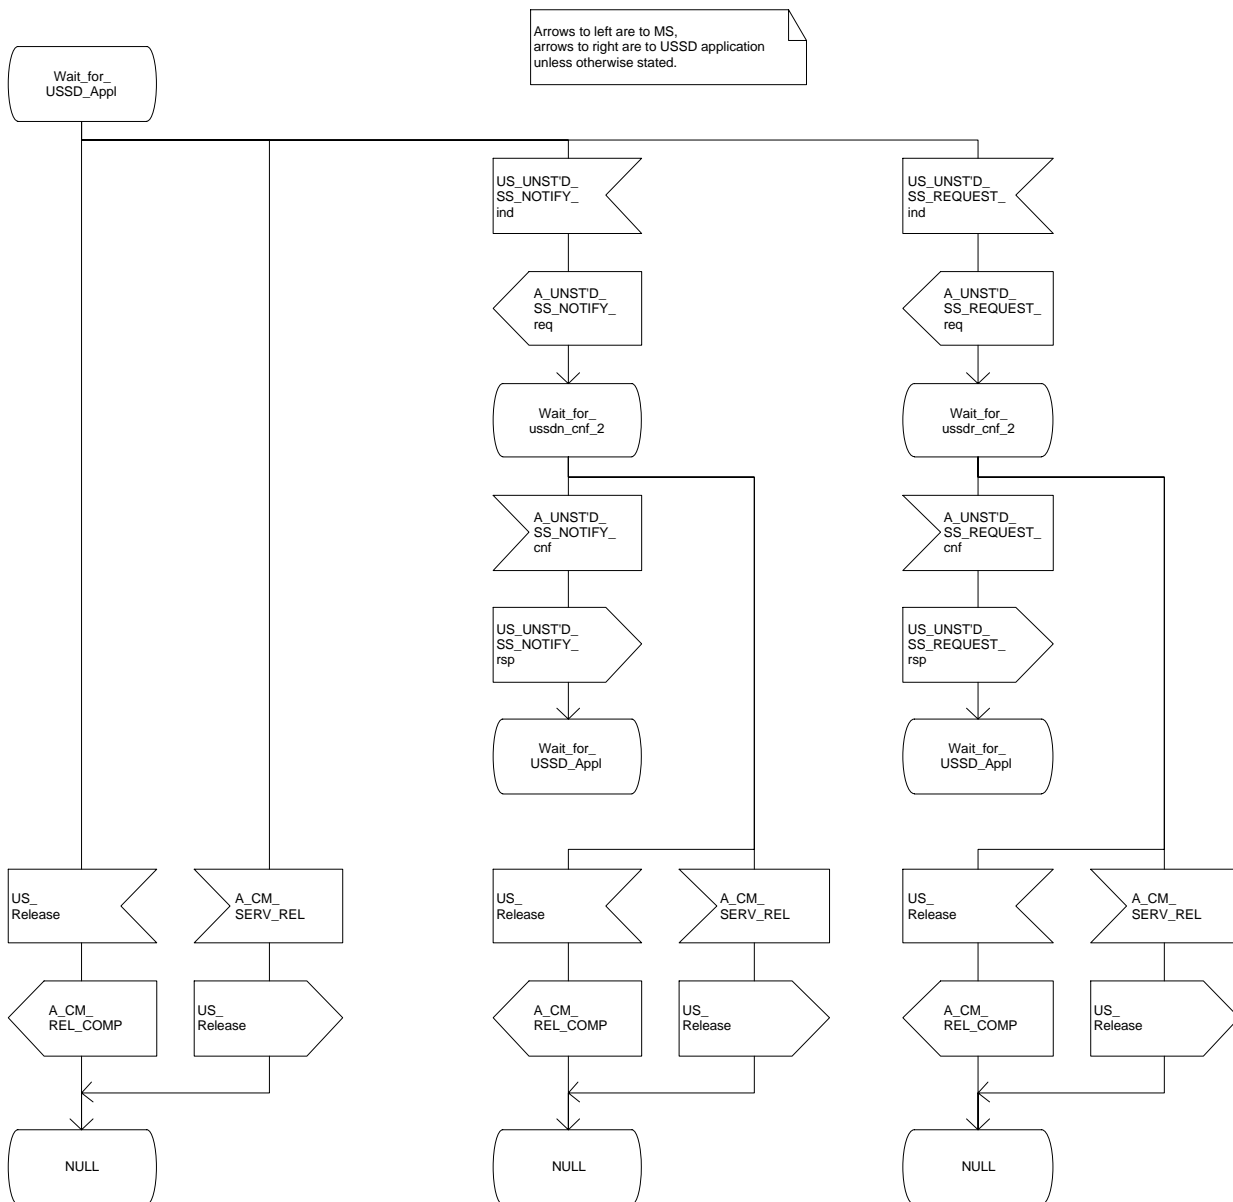 Arrows to left are to MS,
arrows to right are to USSD application
unless otherwise stated.
Wait_for_
USSD_Appl
US_UNST'D_
SS_NOTIFY_
ind
US_UNST'D_
SS_REQUEST_
ind
A_UNST'D_
SS_NOTIFY_
req
A_UNST'D_
SS_REQUEST_
req
Wait_for_
ussdn_cnf_2
Wait_for_
ussdr_cnf_2
A_UNST'D_
SS_NOTIFY_
cnf
A_UNST'D_
SS_REQUEST_
cnf
US_UNST'D_
SS_NOTIFY_
rsp
US_UNST'D_
SS_REQUEST_
rsp
Wait_for_
USSD_Appl
Wait_for_
USSD_Appl
US_
Release
A_CM_
SERV_REL
US_
Release
A_CM_
SERV_REL
US_
Release
A_CM_
SERV_REL
A_CM_
REL_COMP
US_
Release
A_CM_
REL_COMP
US_
Release
A_CM_
REL_COMP
US_
Release
NULL
NULL
NULL